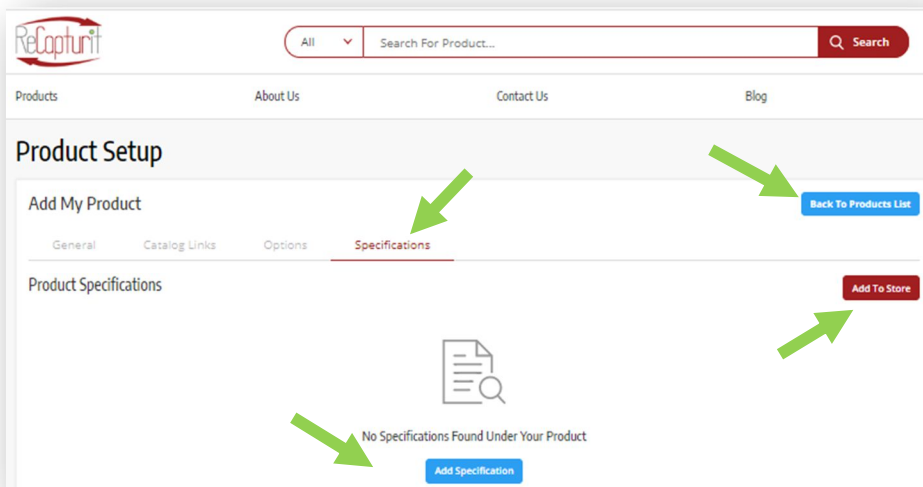 ReCapturit
All
Search For Product...
Search
Products
About Us
Contact Us
Blog
Product Setup
Add My Product
Back To Products List
General
Catalog Links
Options
Specifications
Product Specifications
Add To Store
No Specifications Found Under Your Product
Add Specification